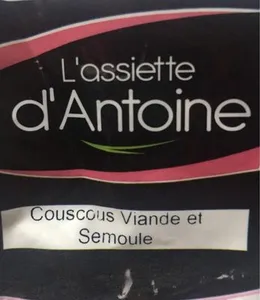 L'assiette
d'Antoine
Couscous Viande et
Semoule